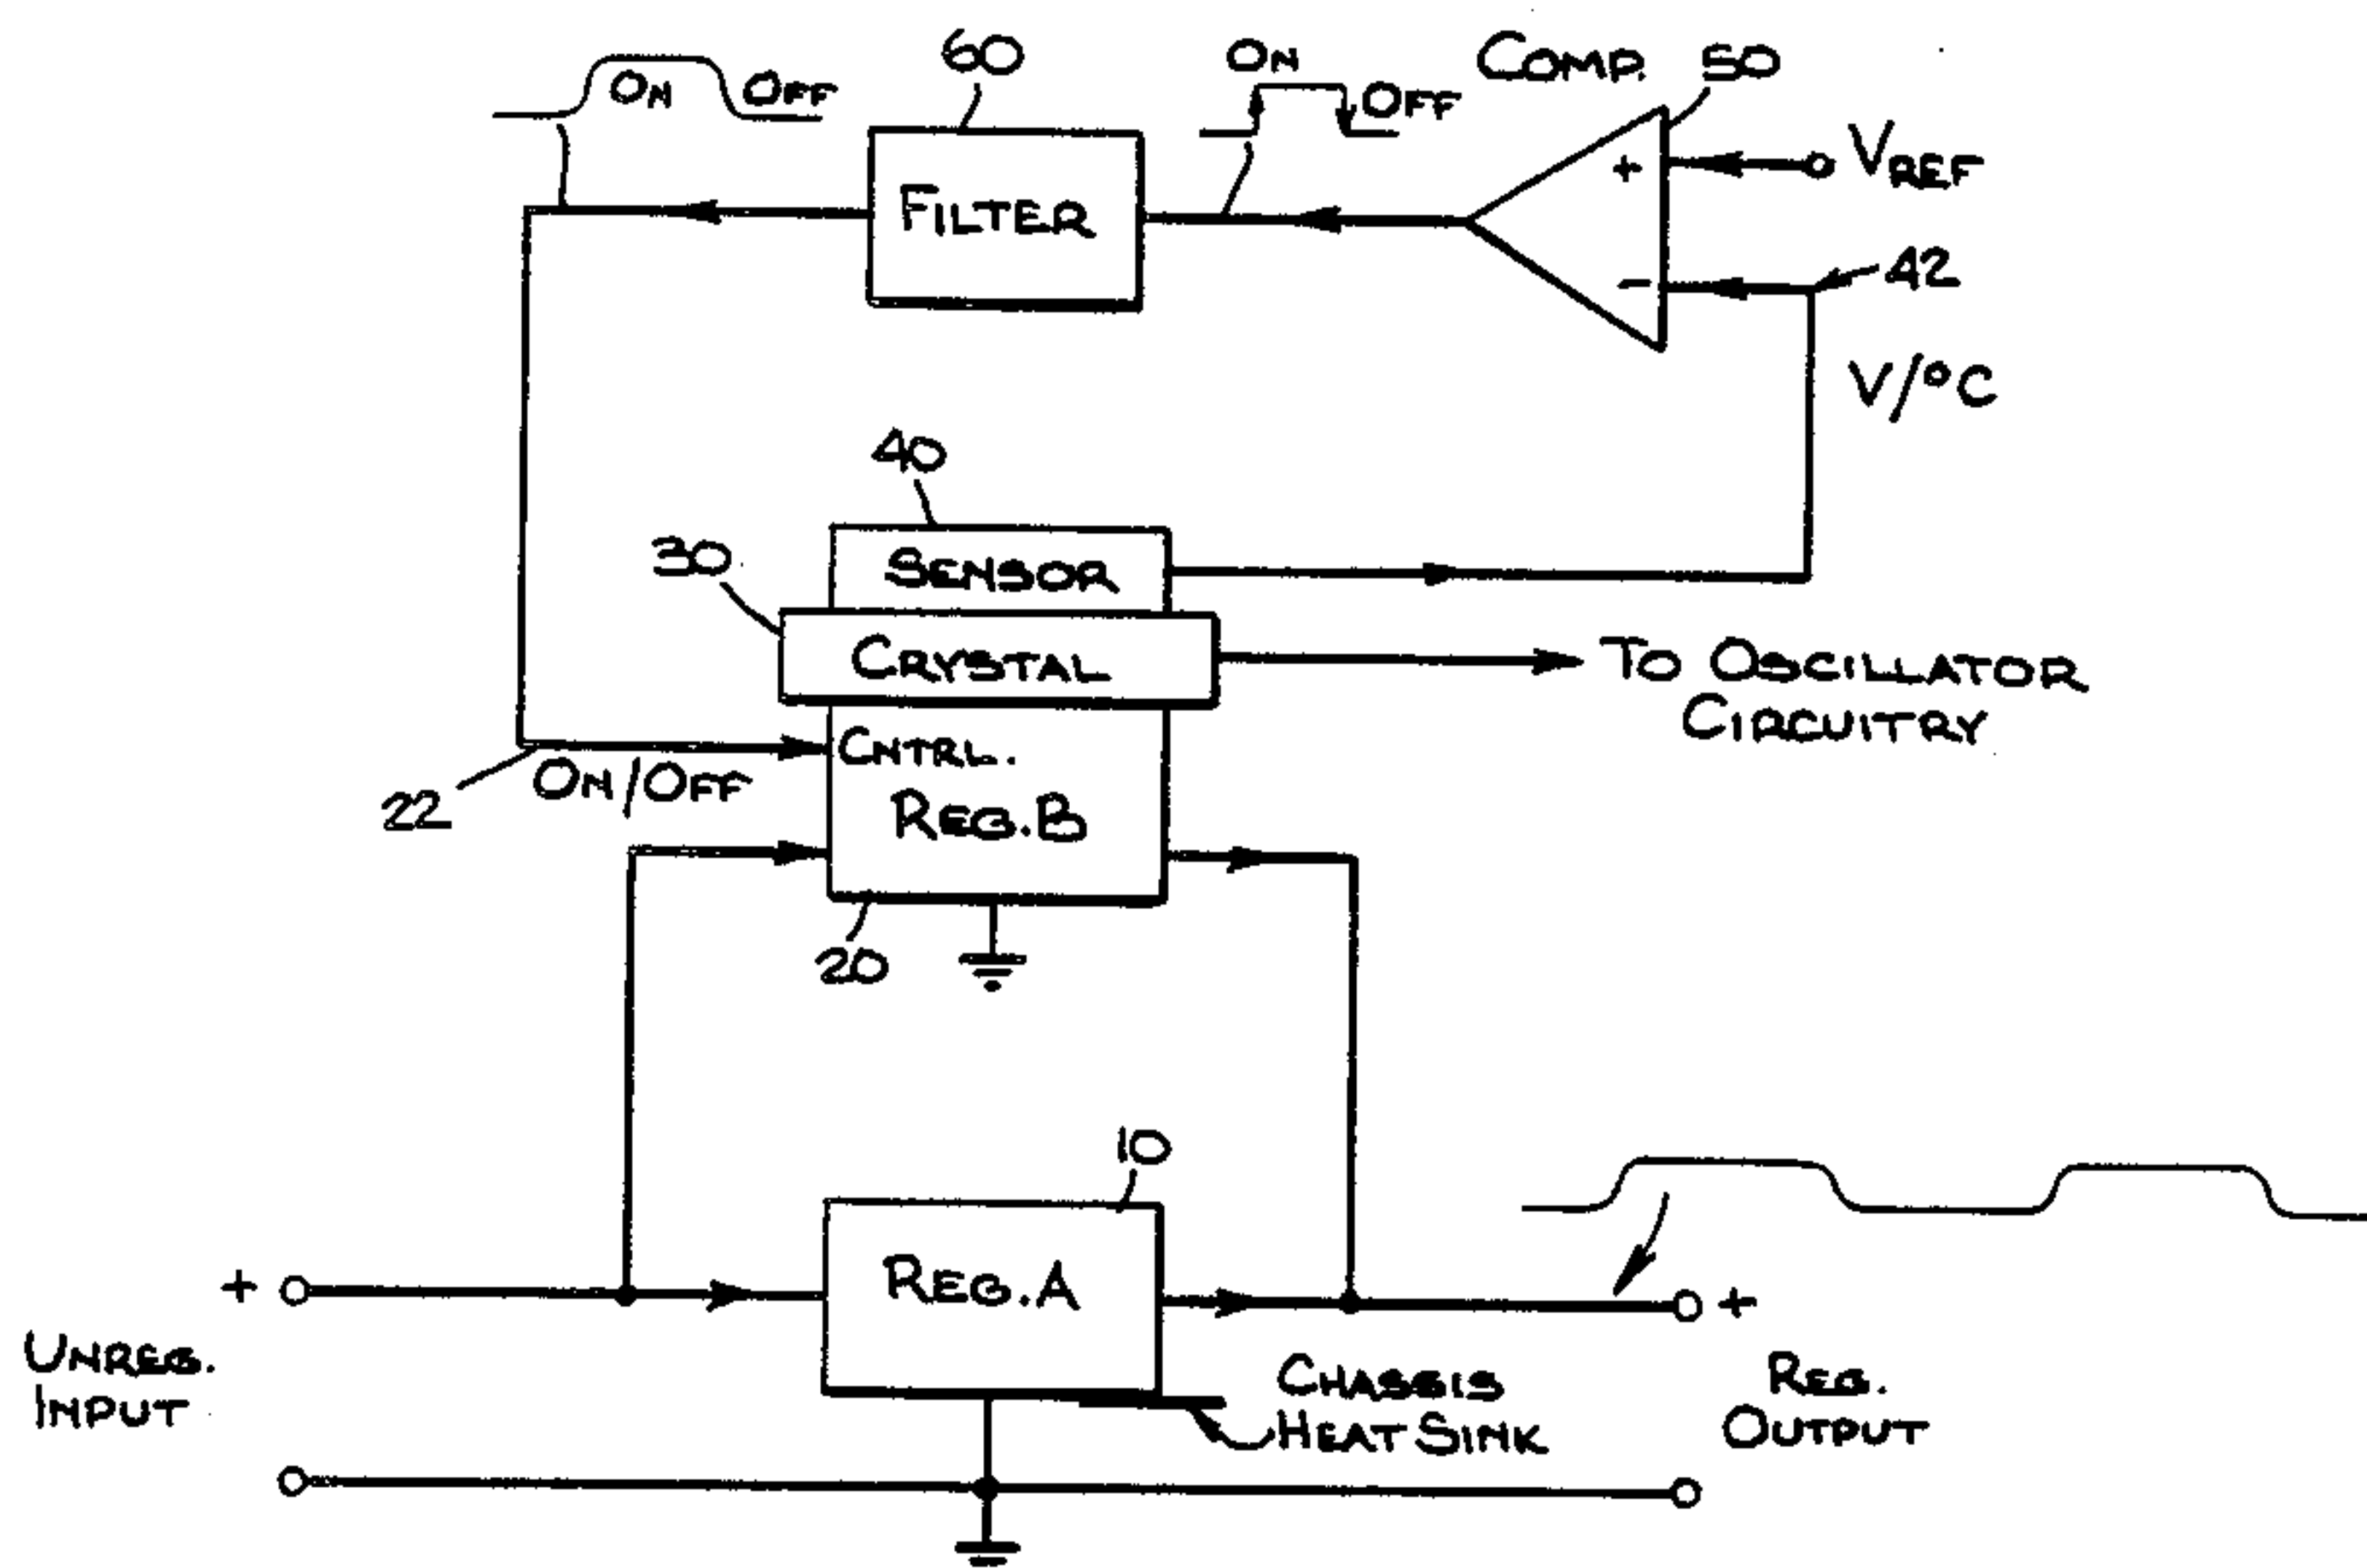 60
ON
COMP. 50
ON OFF
OFF
+
VREF
FILTER
-
42
V/°C
40
SENSOR
30
CRYSTAL
TO OSCILLATOR
CIRCUITRY
CNTRL.
22
ON/OFF
REG. B
20
10
REG. A
+
+
UNREG.
INPUT
CHASSIS
HEAT SINK
REG.
OUTPUT